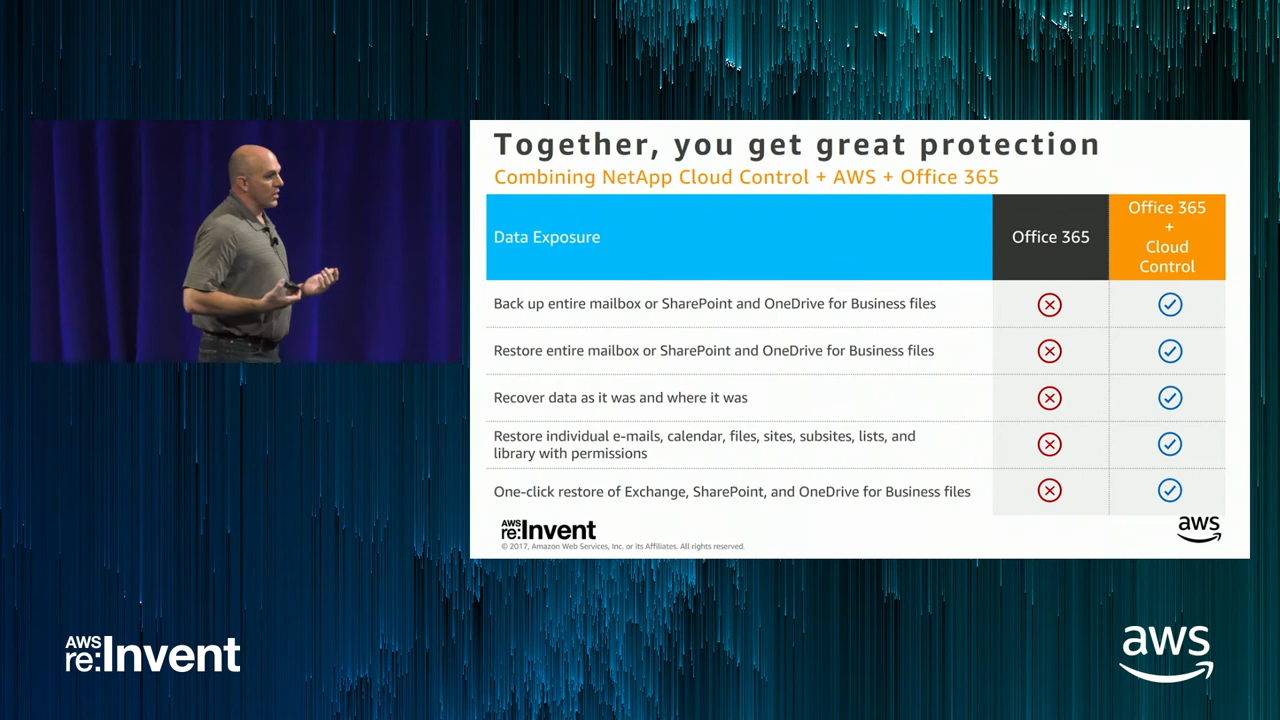 Together, you get great protection
Combining NetApp Cloud Control + AWS + Office 365
Data Exposure
Office 365
Office 365
+
Cloud
Control
Back up entire mailbox or SharePoint and OneDrive for Business files
Restore entire mailbox or SharePoint and OneDrive for Business files
Recover data as it was and where it was
Restore individual e-mails, calendar, files, sites, subsites, lists, and
library with permissions
One-click restore of Exchange, SharePoint, and OneDrive for Business files
AWS
re:Invent
© 2017, Amazon Web Services, Inc. or its Affiliates. All rights reserved.
aws
AWS
re:Invent
aws